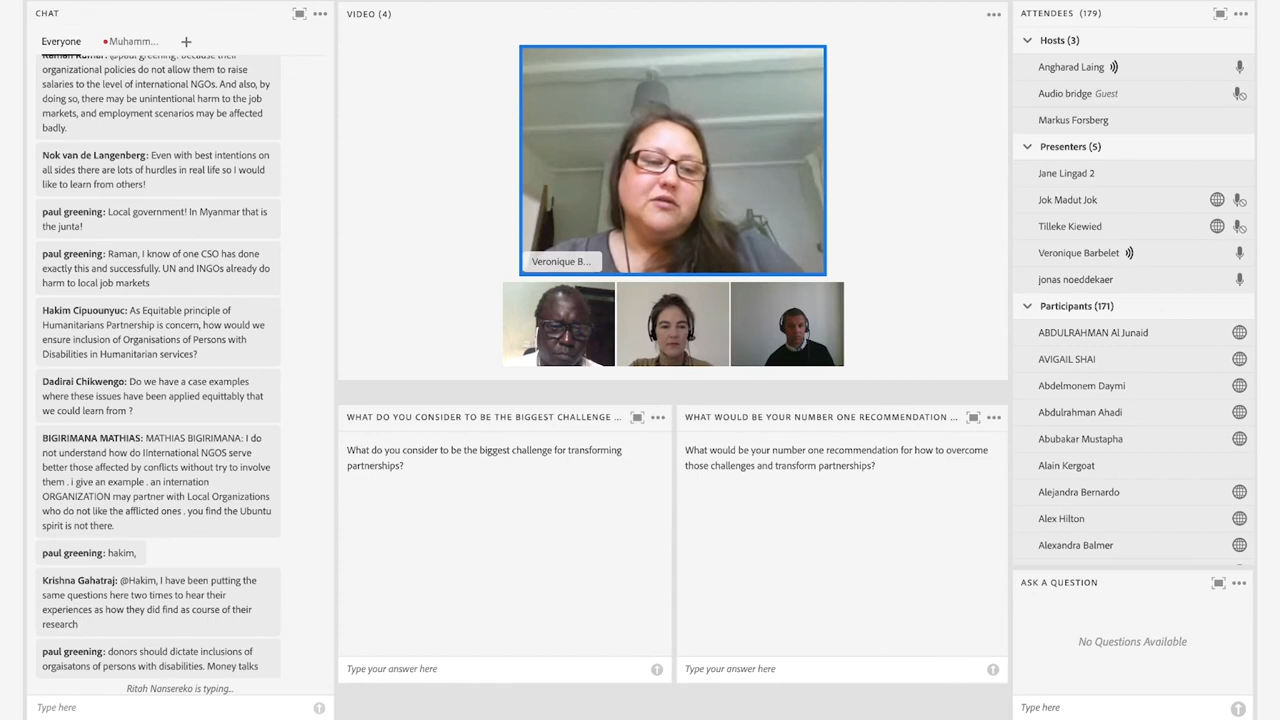 CHAT
Everyone
Muhamm...
Raman Kumar: @paul greening: because their
organizational policies do not allow them to raise
salaries to the level of international NGOs. And also, by
doing so, there may be unintentional harm to the job
markets, and employment scenarios may be affected
badly.
Nok van de Langenberg: Even with best intentions on
all sides there are lots of hurdles in real life so I would
like to learn from others!
paul greening: Local government! In Myanmar that is
the junta!
paul greening: Raman, I know of one CSO has done
exactly this and successfully. UN and INGOs already do
harm to local job markets
Hakim Cipuounyuc: As Equitable principle of
Humanitarians Partnership is concern, how would we
ensure inclusion of Organisations of Persons with
Disabilities in Humanitarian services?
Dadirai Chikwengo: Do we have a case examples
where these issues have been applied equittably that
we could learn from ?
BIGIRIMANA MATHIAS: MATHIAS BIGIRIMANA: I do
not understand how do IInternational NGOS serve
better those affected by conflicts without try to involve
them . i give an example . an internation
ORGANIZATION may partner with Local Organizations
who do not like the afflicted ones . you find the Ubuntu
spirit is not there.
paul greening: hakim,
Krishna Gahatraj: @Hakim, I have been putting the
same questions here two times to hear their
experiences as how they did find as course of their
research
paul greening: donors should dictate inclusions of
orgaisatons of persons with disabilities. Money talks
Ritah Nansereko is typing...
Type here
VIDEO (4)
Veronique B...
WHAT DO YOU CONSIDER TO BE THE BIGGEST CHALLENGE ...
What do you consider to be the biggest challenge for transforming
partnerships?
Type your answer here
WHAT WOULD BE YOUR NUMBER ONE RECOMMENDATION ...
What would be your number one recommendation for how to overcome
those challenges and transform partnerships?
Type your answer here
ATTENDEES (179)
Hosts (3)
Angharad Laing
Audio bridge Guest
Markus Forsberg
Presenters (5)
Jane Lingad 2
Jok Madut Jok
Tilleke Kiewied
Veronique Barbelet
jonas noeddekaer
Participants (171)
ABDULRAHMAN Al Junaid
AVIGAIL SHAI
Abdelmonem Daymi
Abdulrahman Ahadi
Abubakar Mustapha
Alain Kergoat
Alejandra Bernardo
Alex Hilton
Alexandra Balmer
ASK A QUESTION
No Questions Available
Type here